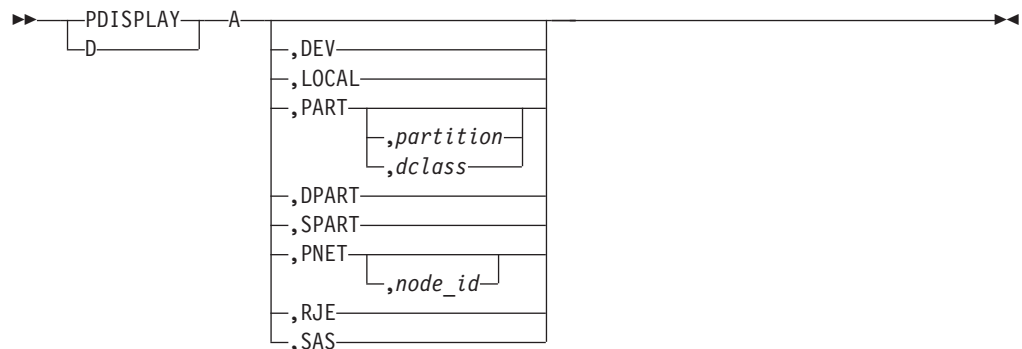 PDISPLAY A
D
,DEV
,LOCAL
,PART
,partition
,dclass
,DPART
,SPART
,PNET
,node_id
,RJE
,SAS